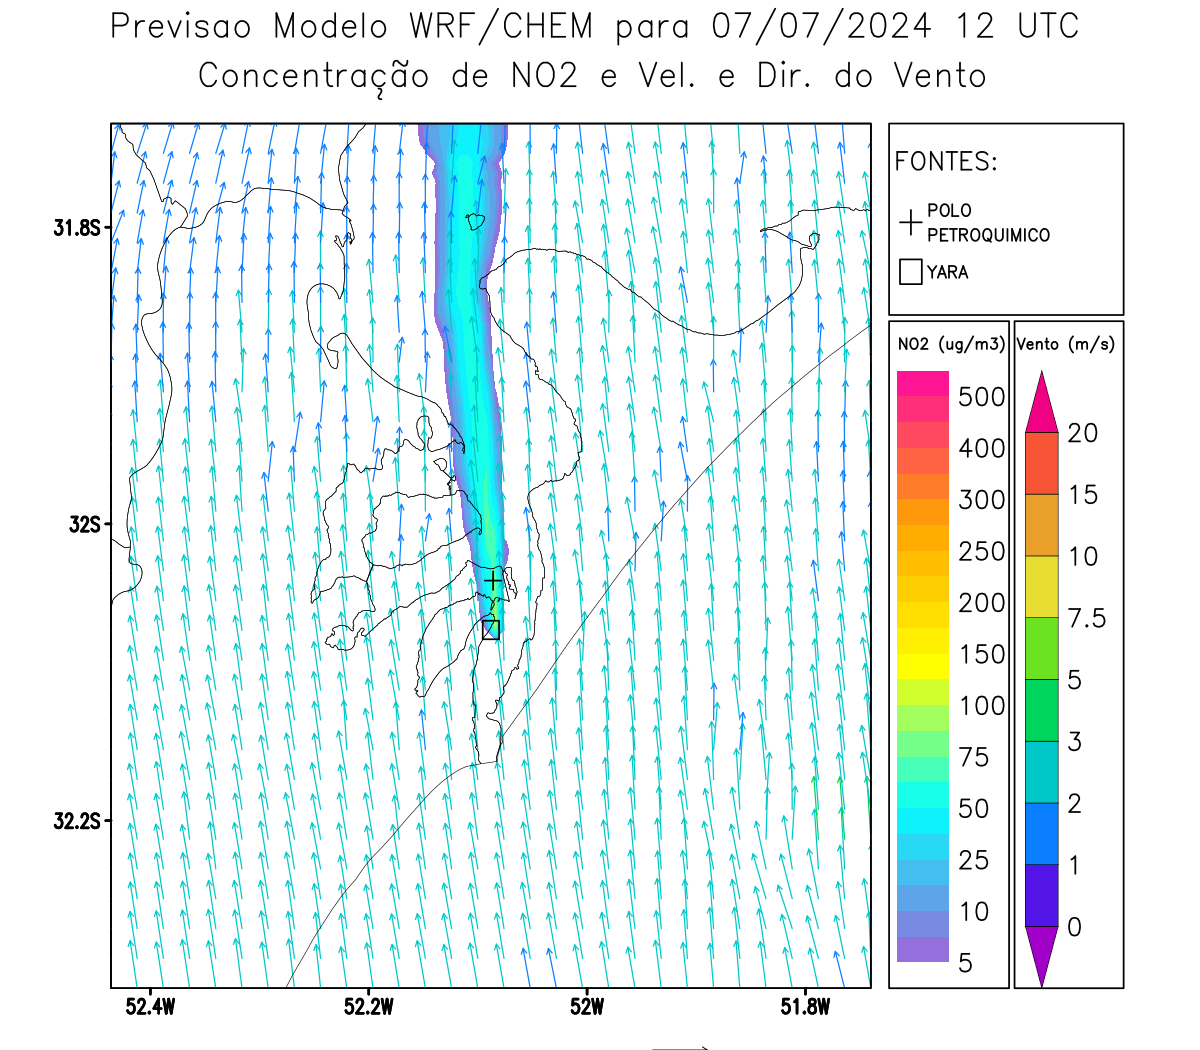 Previsao Modelo WRF/CHEM para 07/07/2024 12 UTC
Concentração de NO2 e Vel. e Dir. do Vento
FONTES:
POLO
PETROQUIMICO
YARA
NO2 (ug/m3)
500
400
300
250
200
150
100
75
50
25
10
5
Vento (m/s)
20
15
10
7.5
5
3
2
1
0
31.8S
32S
32.2S
52.4W
52.2W
52W
51.8W